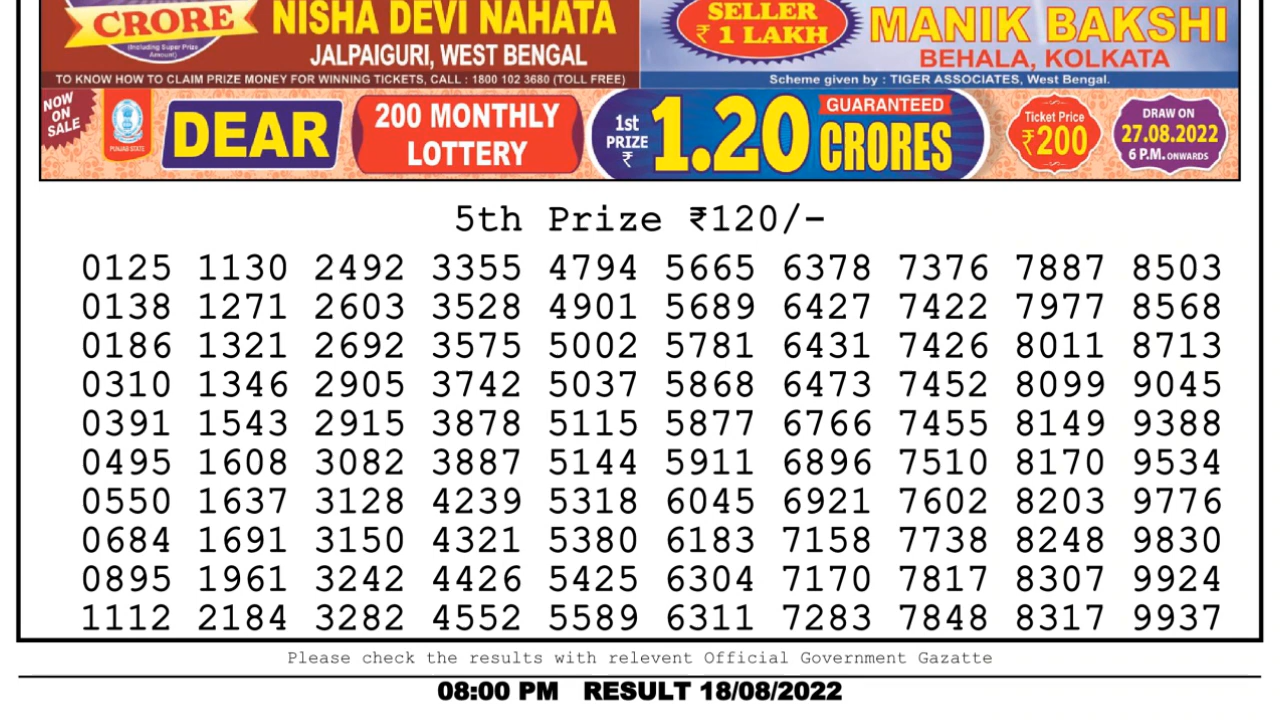 CRORE
(Including Super Prize
Amount)
NISHA DEVI NAHATA
JALPAIGURI, WEST BENGAL
TO KNOW HOW TO CLAIM PRIZE MONEY FOR WINNING TICKETS, CALL : 1800 102 3680 (TOLL FREE)
SELLER
₹ 1 LAKH
MANIK BAKSHI
BEHALA, KOLKATA
Scheme given by : TIGER ASSOCIATES, West Bengal.
NOW
ON
SALE
PUNJAB STATE
DEAR
200 MONTHLY
LOTTERY
1st
PRIZE
₹
1.20
GUARANTEED
CRORES
Ticket Price
₹200
DRAW ON
27.08.2022
6 P.M. ONWARDS
5th Prize ₹120/-
0125 1130 2492 3355 4794 5665 6378 7376 7887 8503
0138 1271 2603 3528 4901 5689 6427 7422 7977 8568
0186 1321 2692 3575 5002 5781 6431 7426 8011 8713
0310 1346 2905 3742 5037 5868 6473 7452 8099 9045
0391 1543 2915 3878 5115 5877 6766 7455 8149 9388
0495 1608 3082 3887 5144 5911 6896 7510 8170 9534
0550 1637 3128 4239 5318 6045 6921 7602 8203 9776
0684 1691 3150 4321 5380 6183 7158 7738 8248 9830
0895 1961 3242 4426 5425 6304 7170 7817 8307 9924
1112 2184 3282 4552 5589 6311 7283 7848 8317 9937
Please check the results with relevent Official Government Gazatte
08:00 PM RESULT 18/08/2022